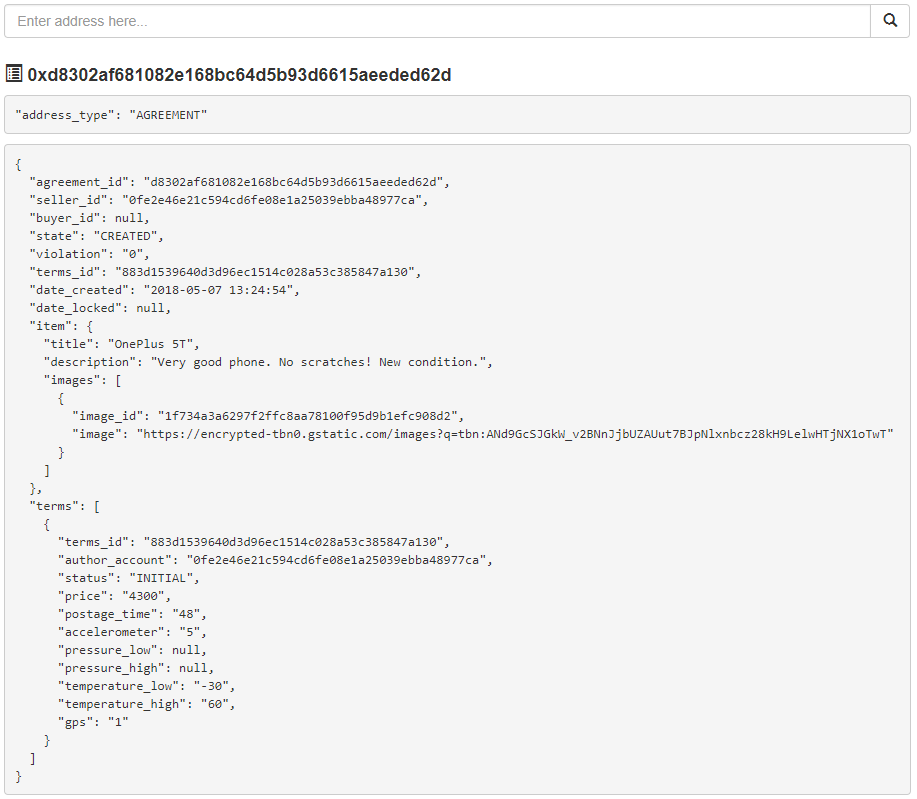 Enter address here...
0xd8302af681082e168bc64d5b93d6615aeeded62d
"address_type": "AGREEMENT"
{
  "agreement_id": "d8302af681082e168bc64d5b93d6615aeeded62d",
  "seller_id": "0fe2e46e21c594cd6fe08e1a25039ebba48977ca",
  "buyer_id": null,
  "state": "CREATED",
  "violation": "0",
  "terms_id": "883d1539640d3d96ec1514c028a53c385847a130",
  "date_created": "2018-05-07 13:24:54",
  "date_locked": null,
  "item": {
    "title": "OnePlus 5T",
    "description": "Very good phone. No scratches! New condition.",
    "images": [
      {
        "image_id": "1f734a3a6297f2ffc8aa78100f95d9b1efc908d2",
        "image": "https://encrypted-tbn0.gstatic.com/images?q=tbn:ANd9GcSJGkW_v2BNnJjbUZAUut7BJpNlxnbcz28kH9LelwHTjNX1oTwT"
      }
    ]
  },
  "terms": [
    {
      "terms_id": "883d1539640d3d96ec1514c028a53c385847a130",
      "author_account": "0fe2e46e21c594cd6fe08e1a25039ebba48977ca",
      "status": "INITIAL",
      "price": "4300",
      "postage_time": "48",
      "accelerometer": "5",
      "pressure_low": null,
      "pressure_high": null,
      "temperature_low": "-30",
      "temperature_high": "60",
      "gps": "1"
    }
  ]
}